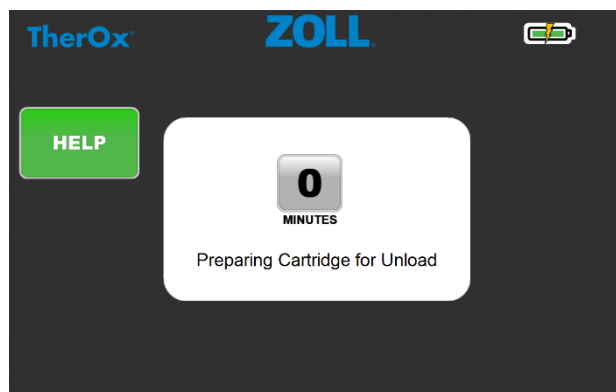 TherOx®
ZOLL®
HELP
0
MINUTES
Preparing Cartridge for Unload